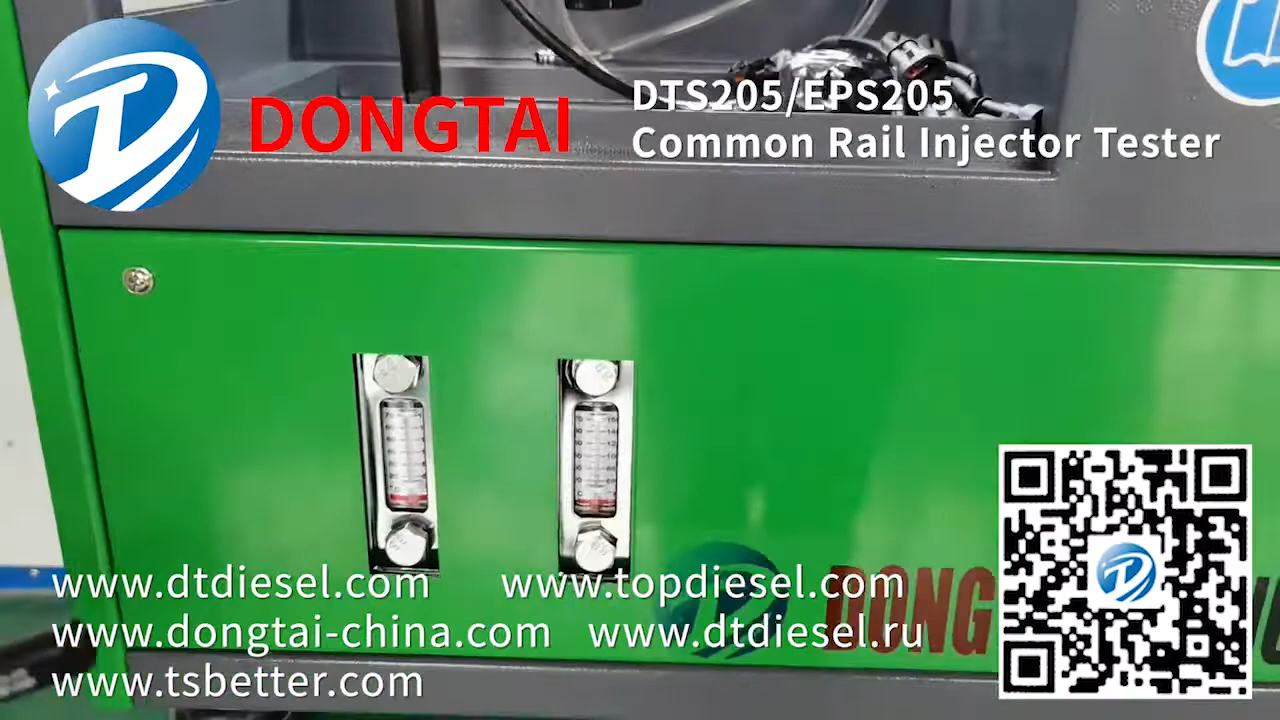 DONGTAI
DTS205/EPS205
Common Rail Injector Tester
www.dtdiesel.com
www.topdiesel.com
DONG
www.dongtai-china.com
www.dtdiesel.ru
www.tsbetter.com